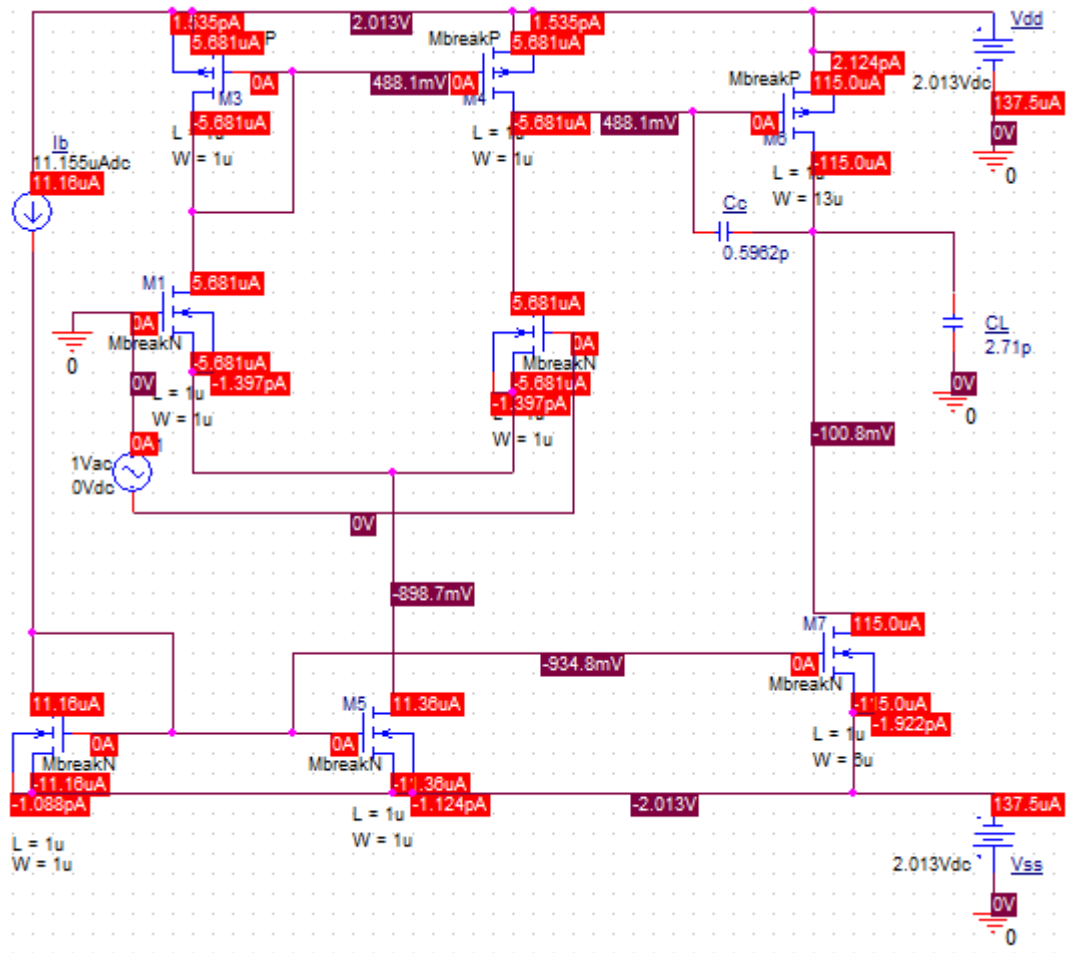 1.535pA
2.013V
1.535pA
Vdd
5.681uA
P
MbreakP
5.681uA
2.124pA
0A
488.1mV
0A
MbreakP
115.0uA
2.013Vdc
M3
M4
137.5uA
-5.681uA
-5.681uA
488.1mV
0A
0V
Ib
L = 1u
M6
11.155uAdc
W = 1u
-115.0uA
0
11.16uA
L = 1u
W = 13u
Cc
0.5962p
M1
5.681uA
5.681uA
0A
0A
CL
MbreakN
MbreakN
2.71p
0
-5.681uA
-5.681uA
0V
-1.397pA
-1.397pA
0V
L = 1u
0
W = 1u
W = 1u
-100.8mV
0A
1Vac
0Vdc
0V
-898.7mV
M7
115.0uA
-934.8mV
0A
MbreakN
11.16uA
M5
11.36uA
-115.0uA
-1.922pA
0A
0A
L = 1u
MbreakN
MbreakN
-11.16uA
-11.36uA
-1.088pA
-1.124pA
-2.013V
137.5uA
L = 1u
W = 1u
L = 1u
W = 1u
2.013Vdc
Vss
0V
0